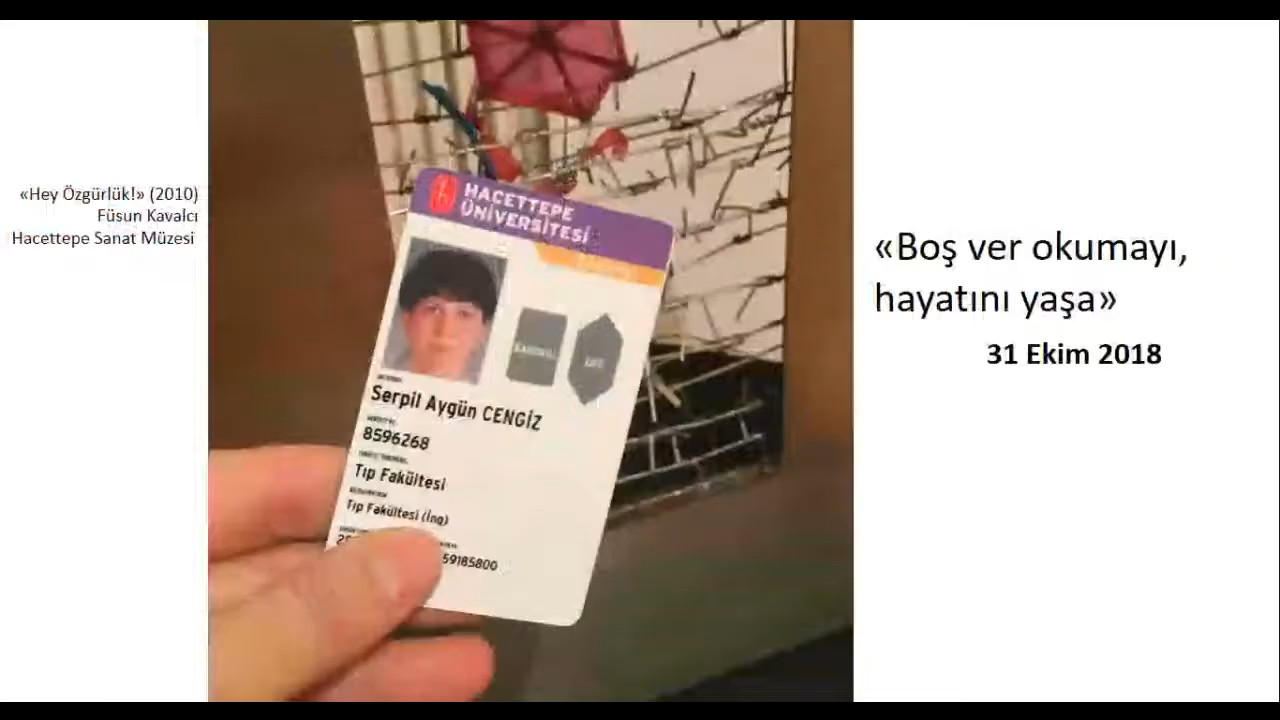 «Hey Özgürlük!» (2010)
Füsun Kavalcı
Hacettepe Sanat Müzesi
HACETTEPE
ÜNİVERSİTESİ
Serpil Aygün CENGİZ
8596268
Tıp Fakültesi
Tıp Fakültesi (İng)
59185800
«Boş ver okumayı,
hayatını yaşa»
31 Ekim 2018